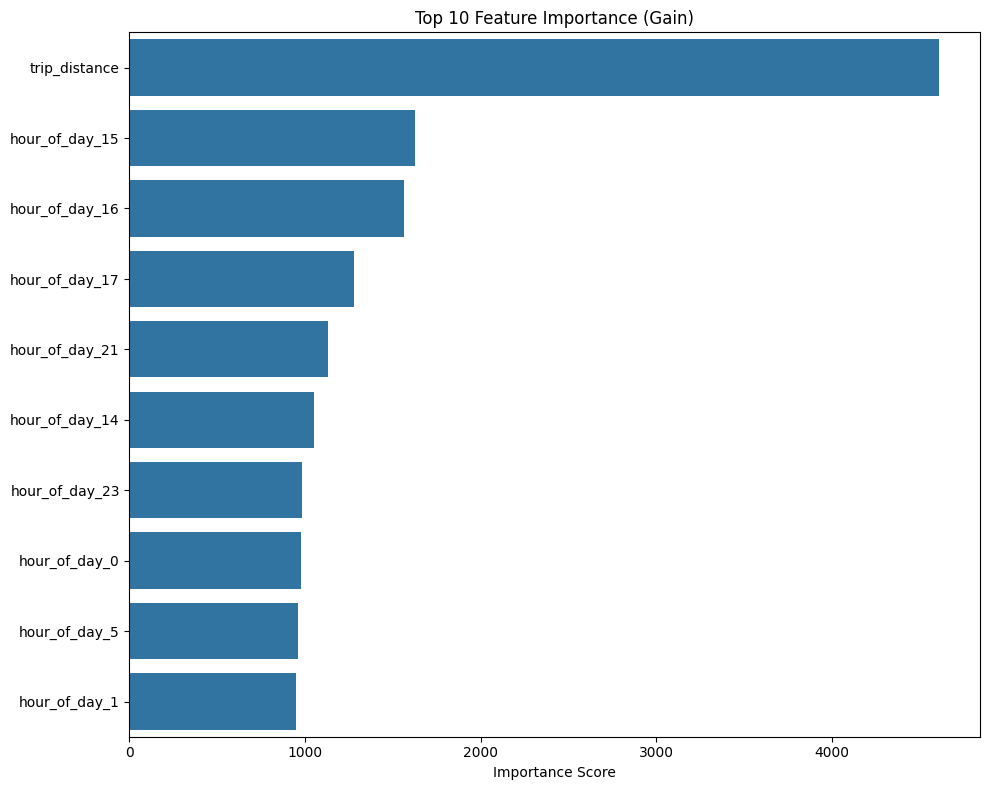 Top 10 Feature Importance (Gain)
trip_distance
hour_of_day_15
hour_of_day_16
hour_of_day_17
hour_of_day_21
hour_of_day_14
hour_of_day_23
hour_of_day_0
hour_of_day_5
hour_of_day_1
0 1000 2000 3000 4000
Importance Score